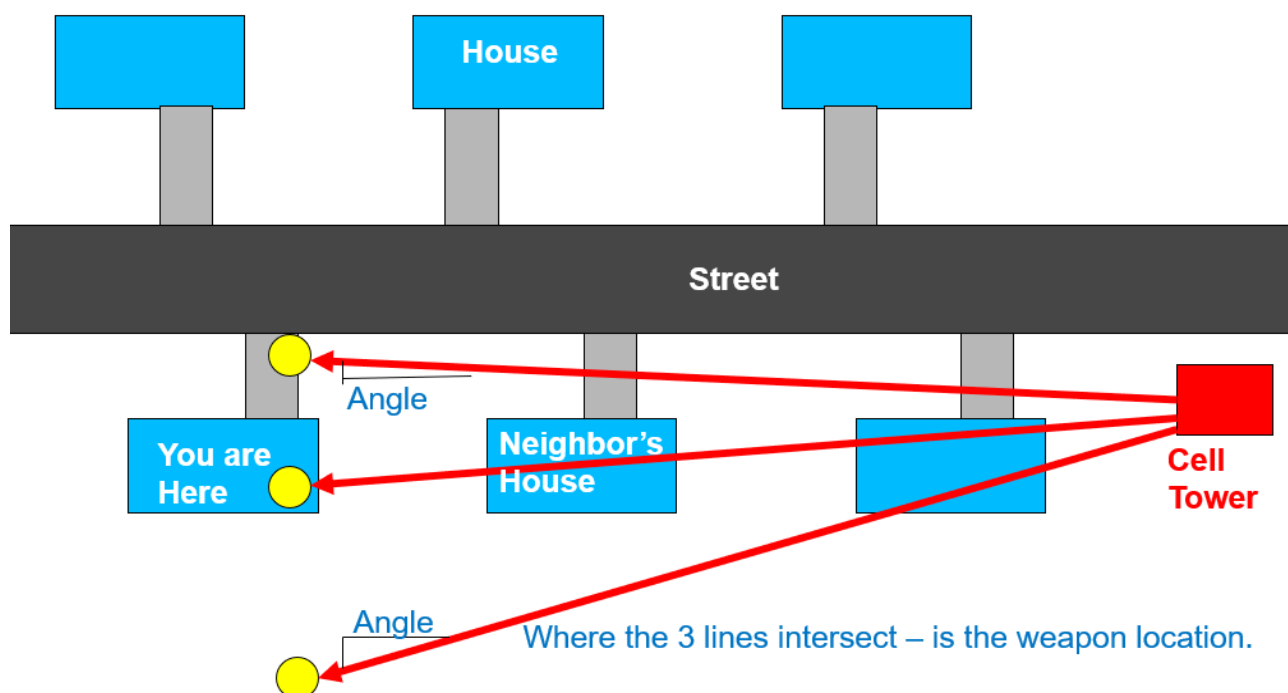 House
Street
Angle
You are
Here
Neighbor's
House
Cell
Tower
Angle
Where the 3 lines intersect – is the weapon location.